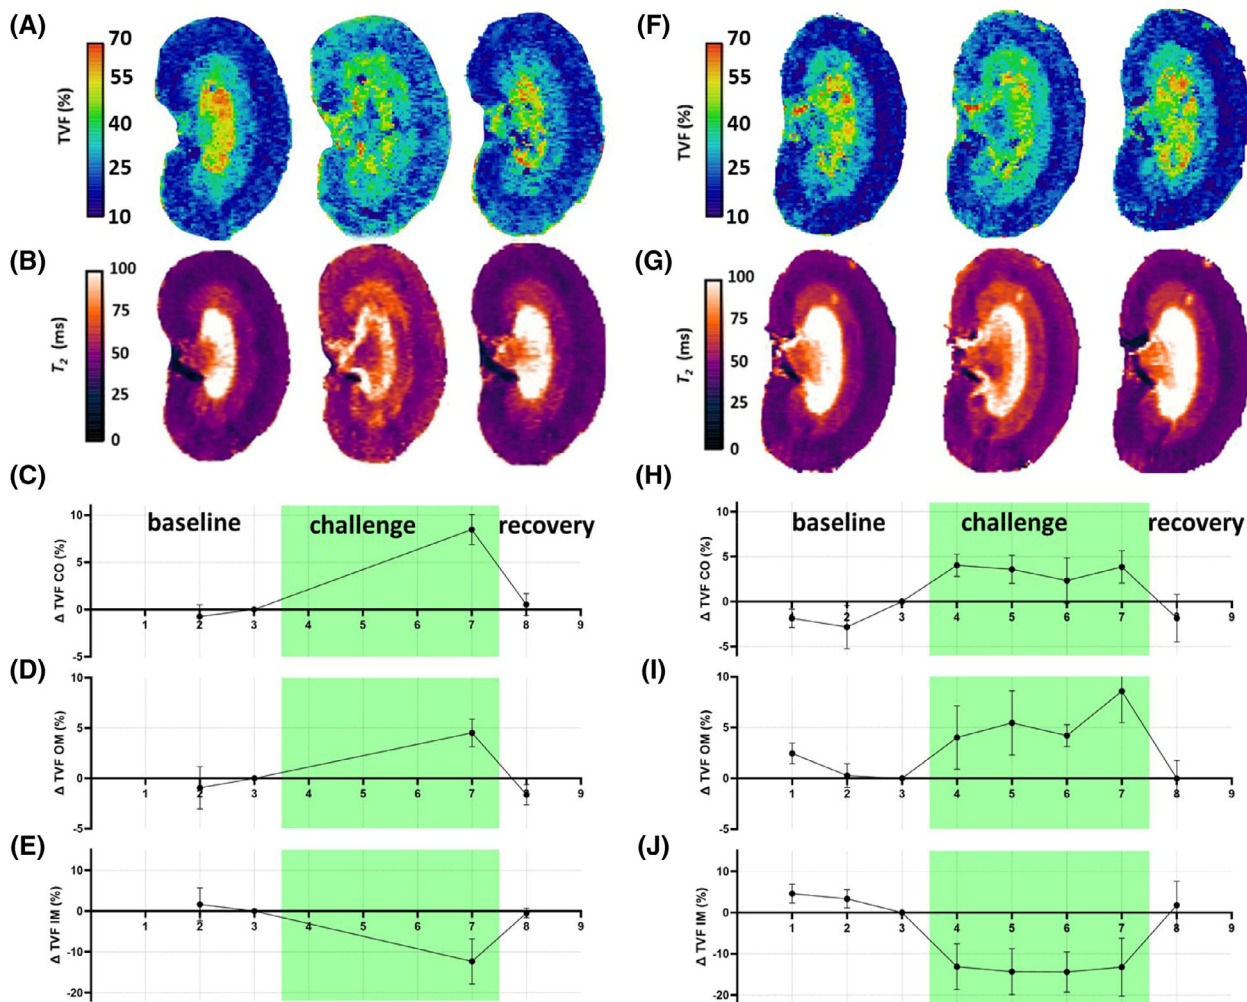 (A)
TVF (%)
70
55
40
25
10
(B)
T2 (ms)
100
75
50
25
0
(C)
Δ TVF CO (%)
10
5
0
-5
baseline challenge recovery
1 2 3 4 5 6 7 8 9
(D)
Δ TVF OM (%)
10
5
0
-5
1 2 3 4 5 6 7 8 9
(E)
Δ TVF IM (%)
10
0
-10
-20
1 2 3 4 5 6 7 8 9
(F)
TVF (%)
70
55
40
25
10
(G)
T2 (ms)
100
75
50
25
0
(H)
Δ TVF CO (%)
10
5
0
-5
baseline challenge recovery
1 2 3 4 5 6 7 8 9
(I)
Δ TVF OM (%)
10
5
0
-5
1 2 3 4 5 6 7 8 9
(J)
Δ TVF IM (%)
10
0
-10
-20
1 2 3 4 5 6 7 8 9